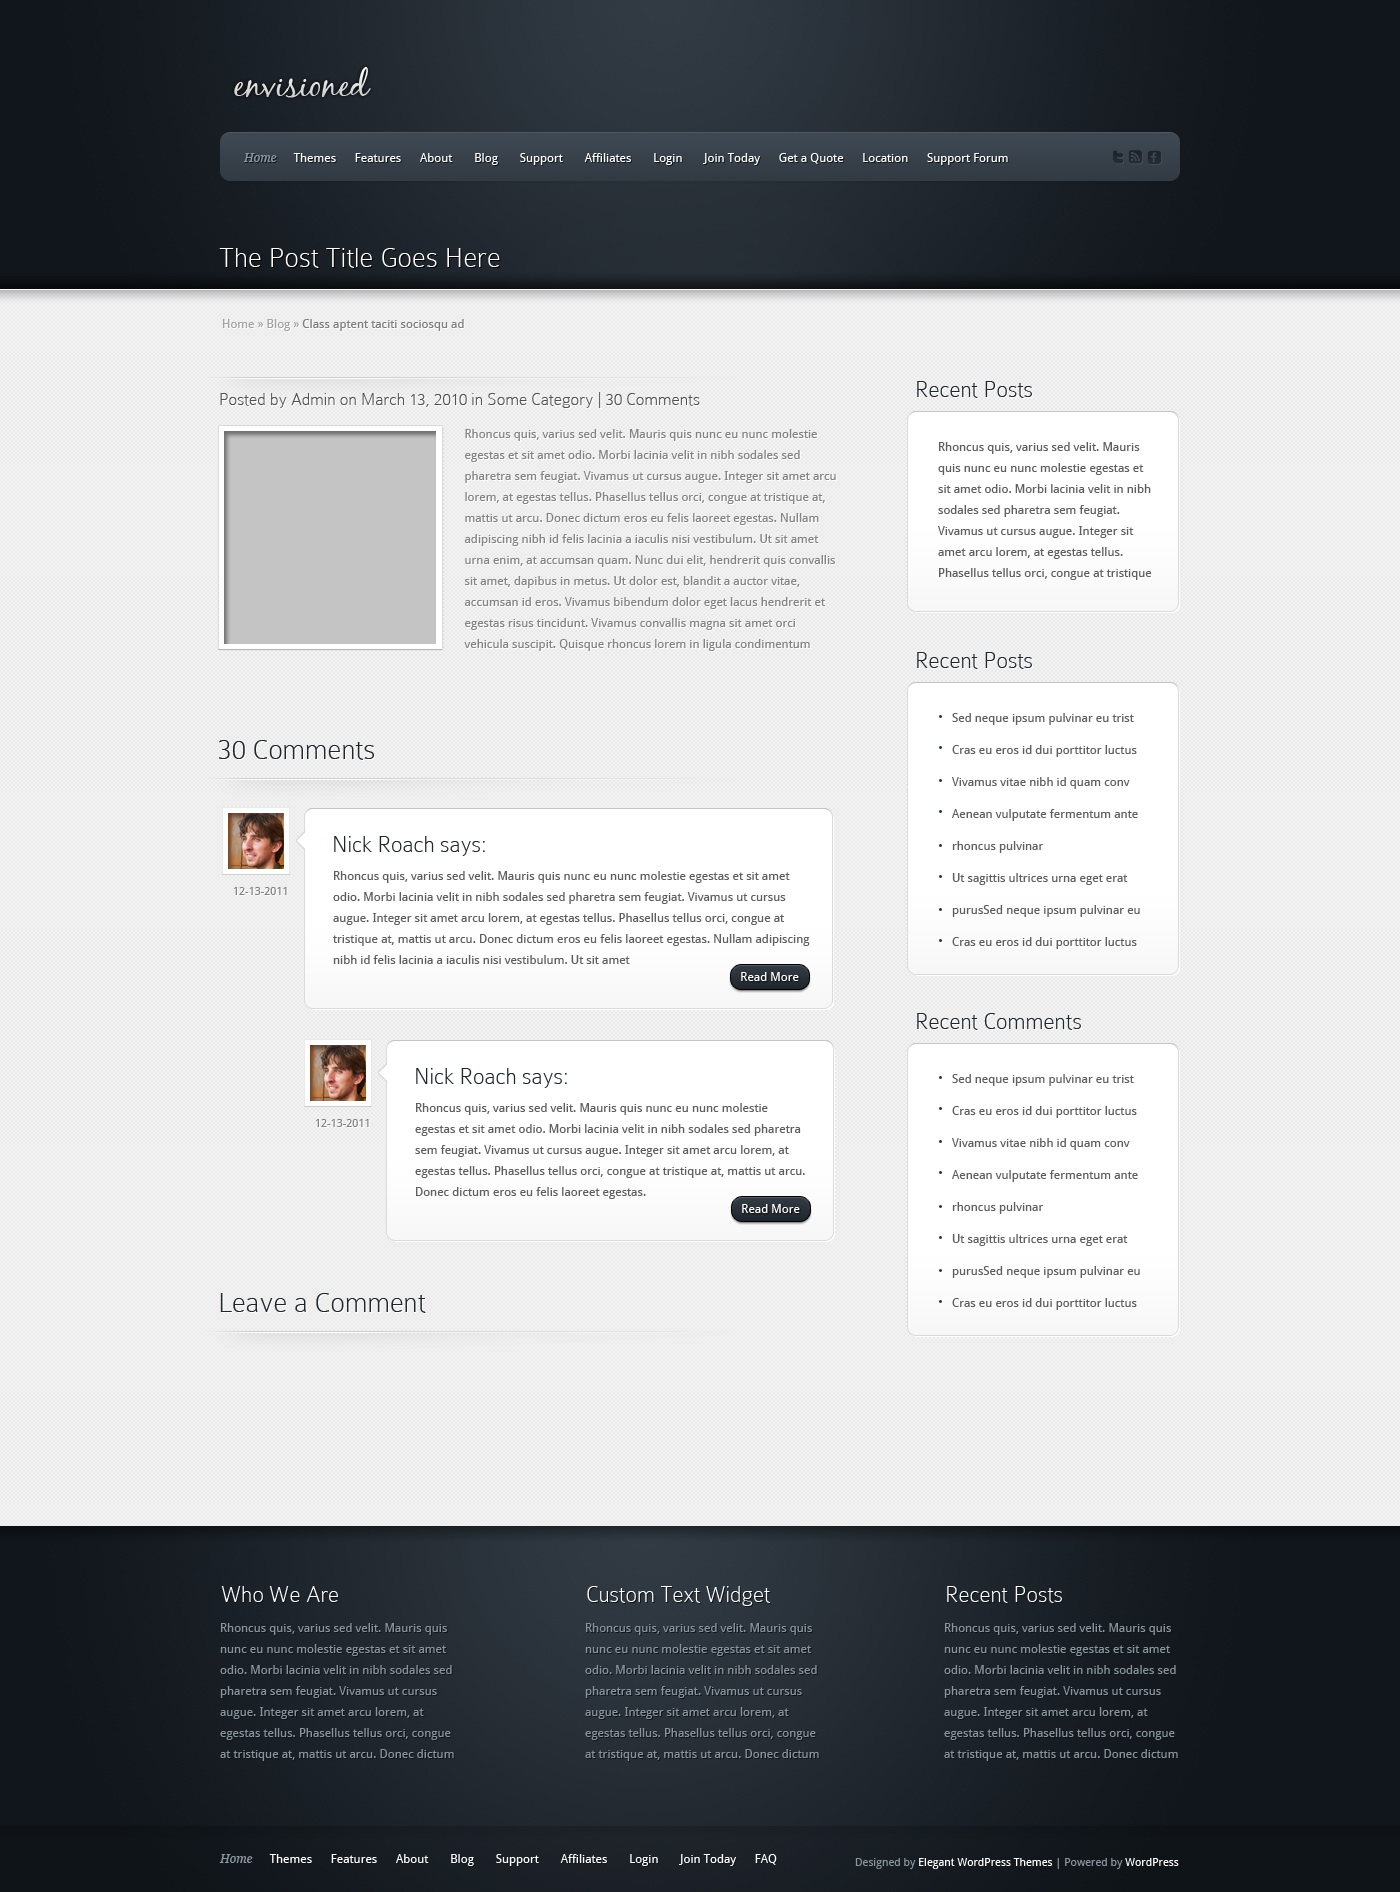 envisioned
Home Themes Features About Blog Support Affiliates Login Join Today Get a Quote Location Support Forum
The Post Title Goes Here
Home » Blog » Class aptent taciti sociosqu ad
Posted by Admin on March 13, 2010 in Some Category | 30 Comments
Rhoncus quis, varius sed velit. Mauris quis nunc eu nunc molestie
egestas et sit amet odio. Morbi lacinia velit in nibh sodales sed
pharetra sem feugiat. Vivamus ut cursus augue. Integer sit amet arcu
lorem, at egestas tellus. Phasellus tellus orci, congue at tristique at,
mattis ut arcu. Donec dictum eros eu felis laoreet egestas. Nullam
adipiscing nibh id felis lacinia a iaculis nisi vestibulum. Ut sit amet
urna enim, at accumsan quam. Nunc dui elit, hendrerit quis convallis
sit amet, dapibus in metus. Ut dolor est, blandit a auctor vitae,
accumsan id eros. Vivamus bibendum dolor eget lacus hendrerit et
egestas risus tincidunt. Vivamus convallis magna sit amet orci
vehicula suscipit. Quisque rhoncus lorem in ligula condimentum
30 Comments
12-13-2011
Nick Roach says:
Rhoncus quis, varius sed velit. Mauris quis nunc eu nunc molestie egestas et sit amet
odio. Morbi lacinia velit in nibh sodales sed pharetra sem feugiat. Vivamus ut cursus
augue. Integer sit amet arcu lorem, at egestas tellus. Phasellus tellus orci, congue at
tristique at, mattis ut arcu. Donec dictum eros eu felis laoreet egestas. Nullam adipiscing
nibh id felis lacinia a iaculis nisi vestibulum. Ut sit amet
Read More
12-13-2011
Nick Roach says:
Rhoncus quis, varius sed velit. Mauris quis nunc eu nunc molestie
egestas et sit amet odio. Morbi lacinia velit in nibh sodales sed pharetra
sem feugiat. Vivamus ut cursus augue. Integer sit amet arcu lorem, at
egestas tellus. Phasellus tellus orci, congue at tristique at, mattis ut arcu.
Donec dictum eros eu felis laoreet egestas.
Read More
Leave a Comment
Recent Posts
Rhoncus quis, varius sed velit. Mauris
quis nunc eu nunc molestie egestas et
sit amet odio. Morbi lacinia velit in nibh
sodales sed pharetra sem feugiat.
Vivamus ut cursus augue. Integer sit
amet arcu lorem, at egestas tellus.
Phasellus tellus orci, congue at tristique
Recent Posts
• Sed neque ipsum pulvinar eu trist
• Cras eu eros id dui porttitor luctus
• Vivamus vitae nibh id quam conv
• Aenean vulputate fermentum ante
• rhoncus pulvinar
• Ut sagittis ultrices urna eget erat
• purusSed neque ipsum pulvinar eu
• Cras eu eros id dui porttitor luctus
Recent Comments
• Sed neque ipsum pulvinar eu trist
• Cras eu eros id dui porttitor luctus
• Vivamus vitae nibh id quam conv
• Aenean vulputate fermentum ante
• rhoncus pulvinar
• Ut sagittis ultrices urna eget erat
• purusSed neque ipsum pulvinar eu
• Cras eu eros id dui porttitor luctus
Who We Are
Rhoncus quis, varius sed velit. Mauris quis
nunc eu nunc molestie egestas et sit amet
odio. Morbi lacinia velit in nibh sodales sed
pharetra sem feugiat. Vivamus ut cursus
augue. Integer sit amet arcu lorem, at
egestas tellus. Phasellus tellus orci, congue
at tristique at, mattis ut arcu. Donec dictum
Custom Text Widget
Rhoncus quis, varius sed velit. Mauris quis
nunc eu nunc molestie egestas et sit amet
odio. Morbi lacinia velit in nibh sodales sed
pharetra sem feugiat. Vivamus ut cursus
augue. Integer sit amet arcu lorem, at
egestas tellus. Phasellus tellus orci, congue
at tristique at, mattis ut arcu. Donec dictum
Recent Posts
Rhoncus quis, varius sed velit. Mauris quis
nunc eu nunc molestie egestas et sit amet
odio. Morbi lacinia velit in nibh sodales sed
pharetra sem feugiat. Vivamus ut cursus
augue. Integer sit amet arcu lorem, at
egestas tellus. Phasellus tellus orci, congue
at tristique at, mattis ut arcu. Donec dictum
Home Themes Features About Blog Support Affiliates Login Join Today FAQ
Designed by Elegant WordPress Themes | Powered by WordPress